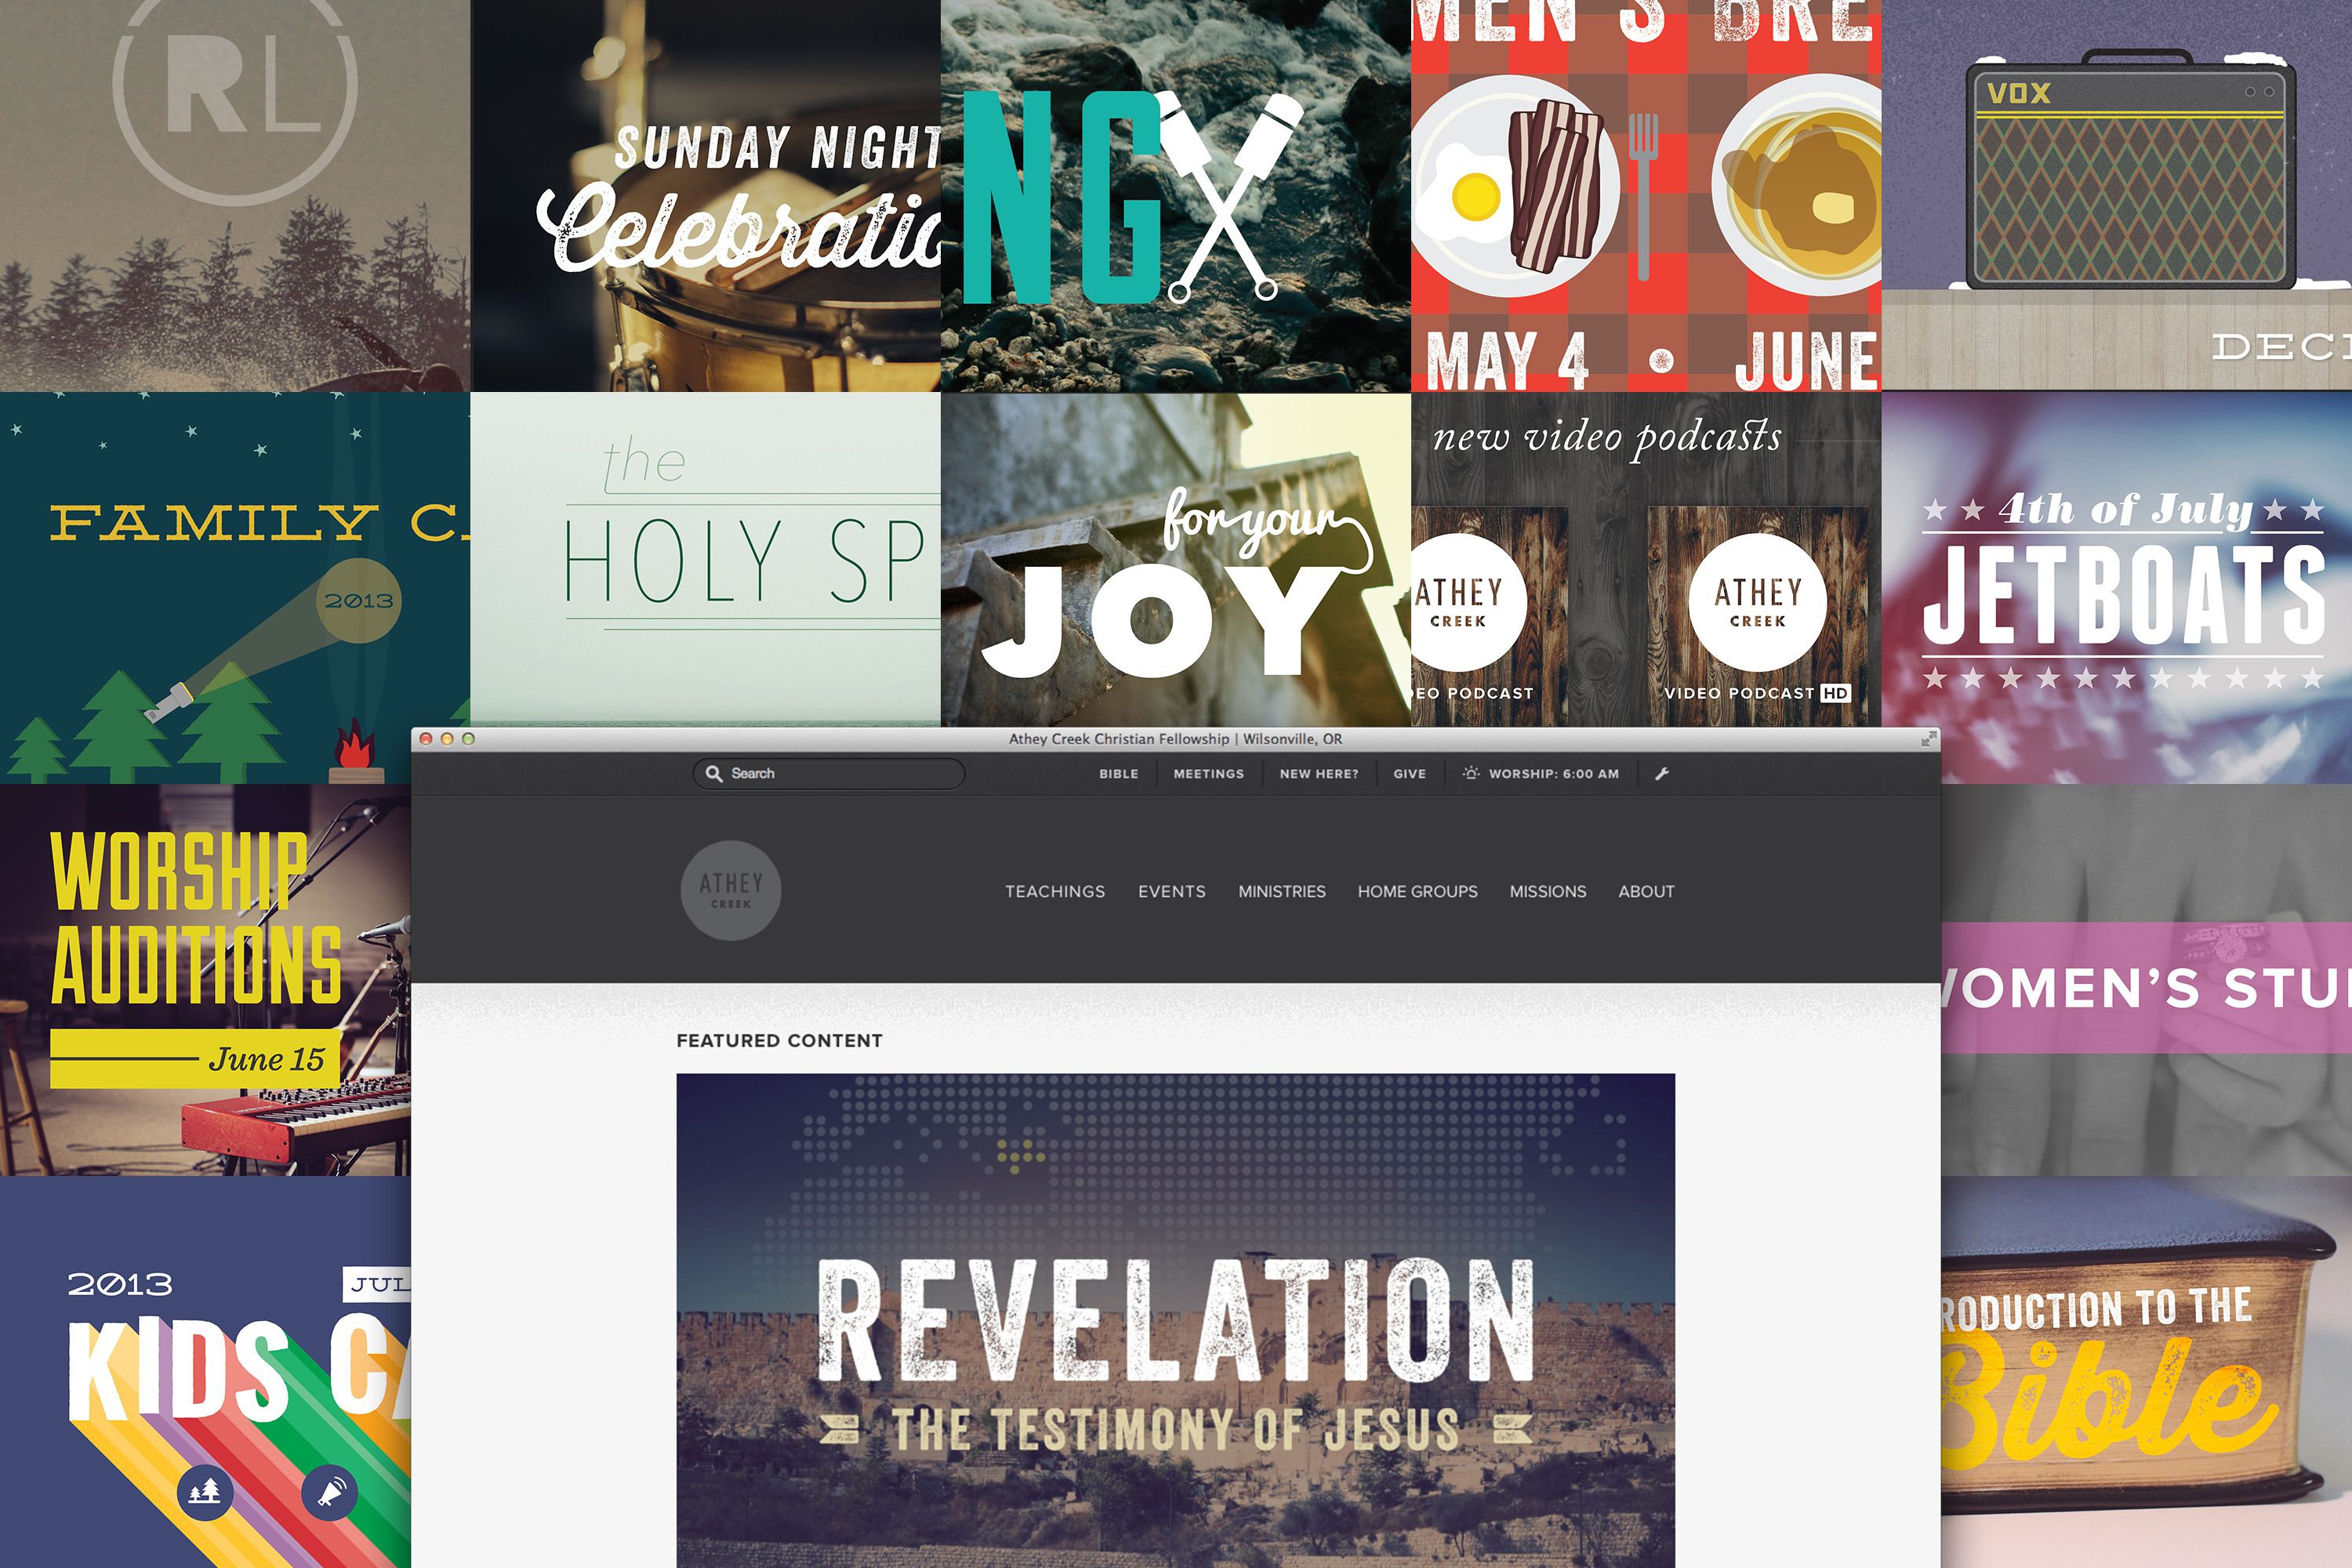 RL
SUNDAY NIGHT
Celebratio
NG
MEN'S BRE
MAY 4 • JUNE
VOX
DEC
FAMILY C
2013
the
HOLY SP
for your
JOY
new video podcasts
ATHEY
CREEK
EO PODCAST
ATHEY
CREEK
VIDEO PODCAST HD
4th of July
JETBOATS
Athey Creek Christian Fellowship | Wilsonville, OR
Search
BIBLE
MEETINGS
NEW HERE?
GIVE
WORSHIP: 6:00 AM
ATHEY
CREEK
TEACHINGS
EVENTS
MINISTRIES
HOME GROUPS
MISSIONS
ABOUT
FEATURED CONTENT
REVELATION
THE TESTIMONY OF JESUS
WORSHIP
AUDITIONS
June 15
WOMEN'S STU
2013
JUL
KIDS CA
RODUCTION TO THE
Bible